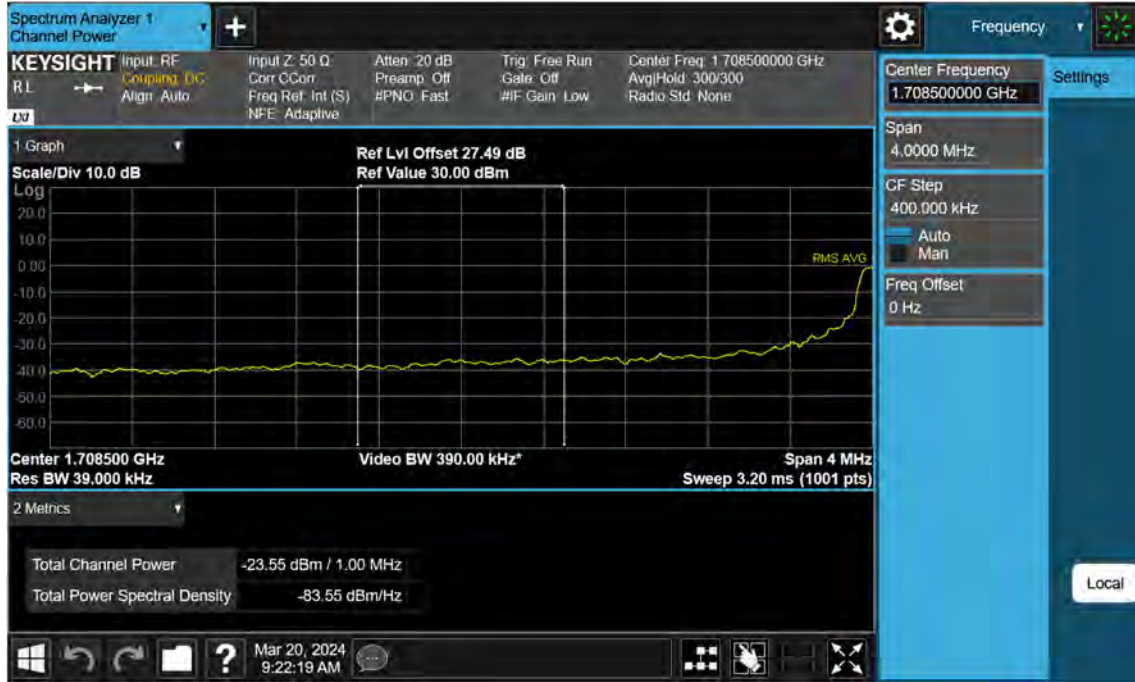 Spectrum Analyzer 1
Channel Power
+
Frequency
KEYSIGHT
RL
LXI
Input: RF
Coupling: DC
Align: Auto
Input Z: 50 Ω
Corr CCorr
Freq Ref: Int (S)
NFE: Adaptive
Atten: 20 dB
Preamp: Off
#PNO: Fast
Trig: Free Run
Gate: Off
#IF Gain: Low
Center Freq: 1.708500000 GHz
Avg|Hold: 300/300
Radio Std: None
Center Frequency
1.708500000 GHz
Settings
Span
4.0000 MHz
CF Step
400.000 kHz
Auto
Man
Freq Offset
0 Hz
1 Graph
Scale/Div 10.0 dB
Ref Lvl Offset 27.49 dB
Ref Value 30.00 dBm
Log
20.0
10.0
0.00
-10.0
-20.0
-30.0
-40.0
-50.0
-60.0
RMS AVG
Center 1.708500 GHz
Res BW 39.000 kHz
Video BW 390.00 kHz*
Span 4 MHz
Sweep 3.20 ms (1001 pts)
2 Metrics
Total Channel Power -23.55 dBm / 1.00 MHz
Total Power Spectral Density -83.55 dBm/Hz
Local
?
Mar 20, 2024
9:22:19 AM